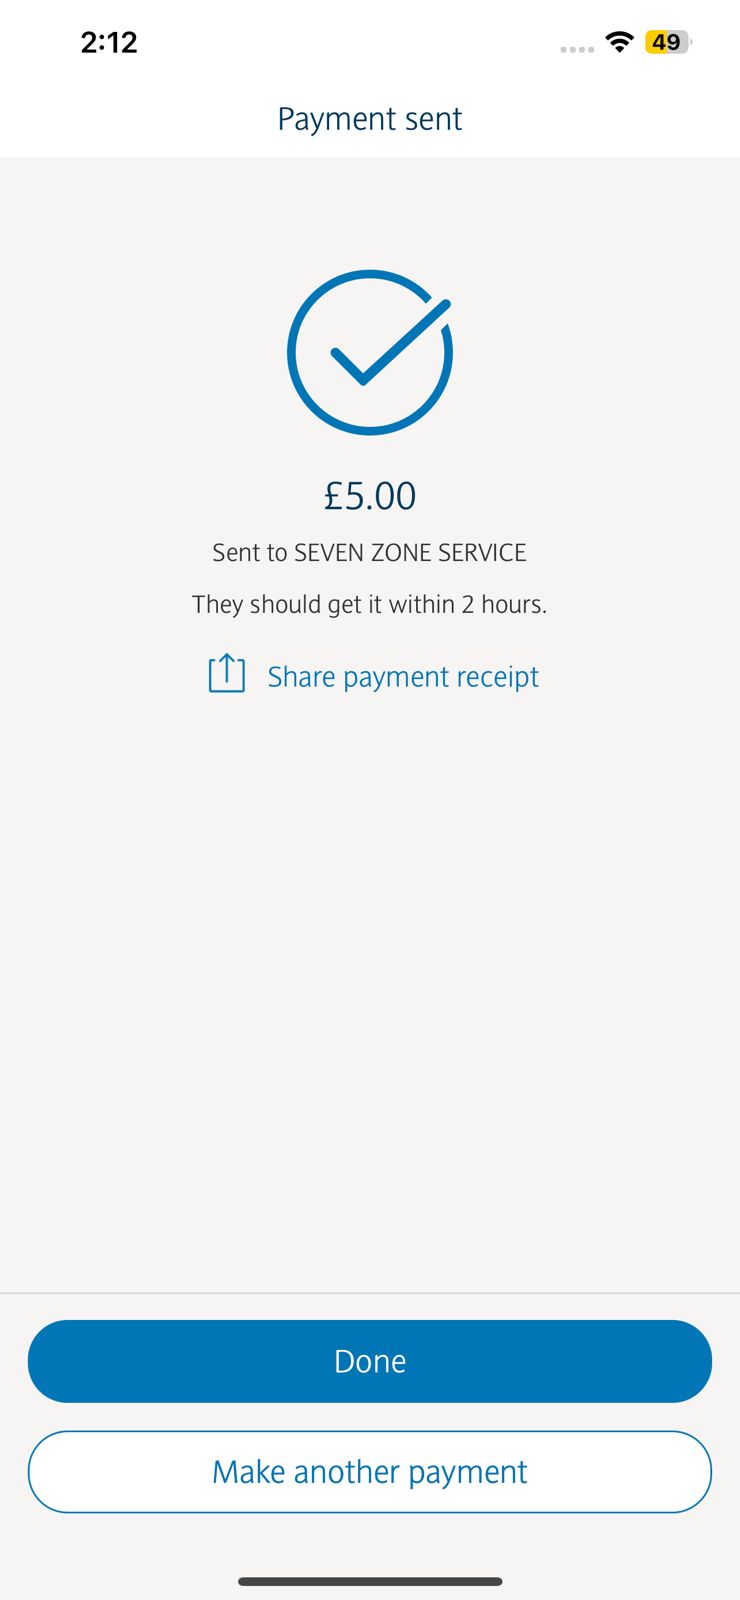 2:12
49
Payment sent
£5.00
Sent to SEVEN ZONE SERVICE
They should get it within 2 hours.
Share payment receipt
Done
Make another payment